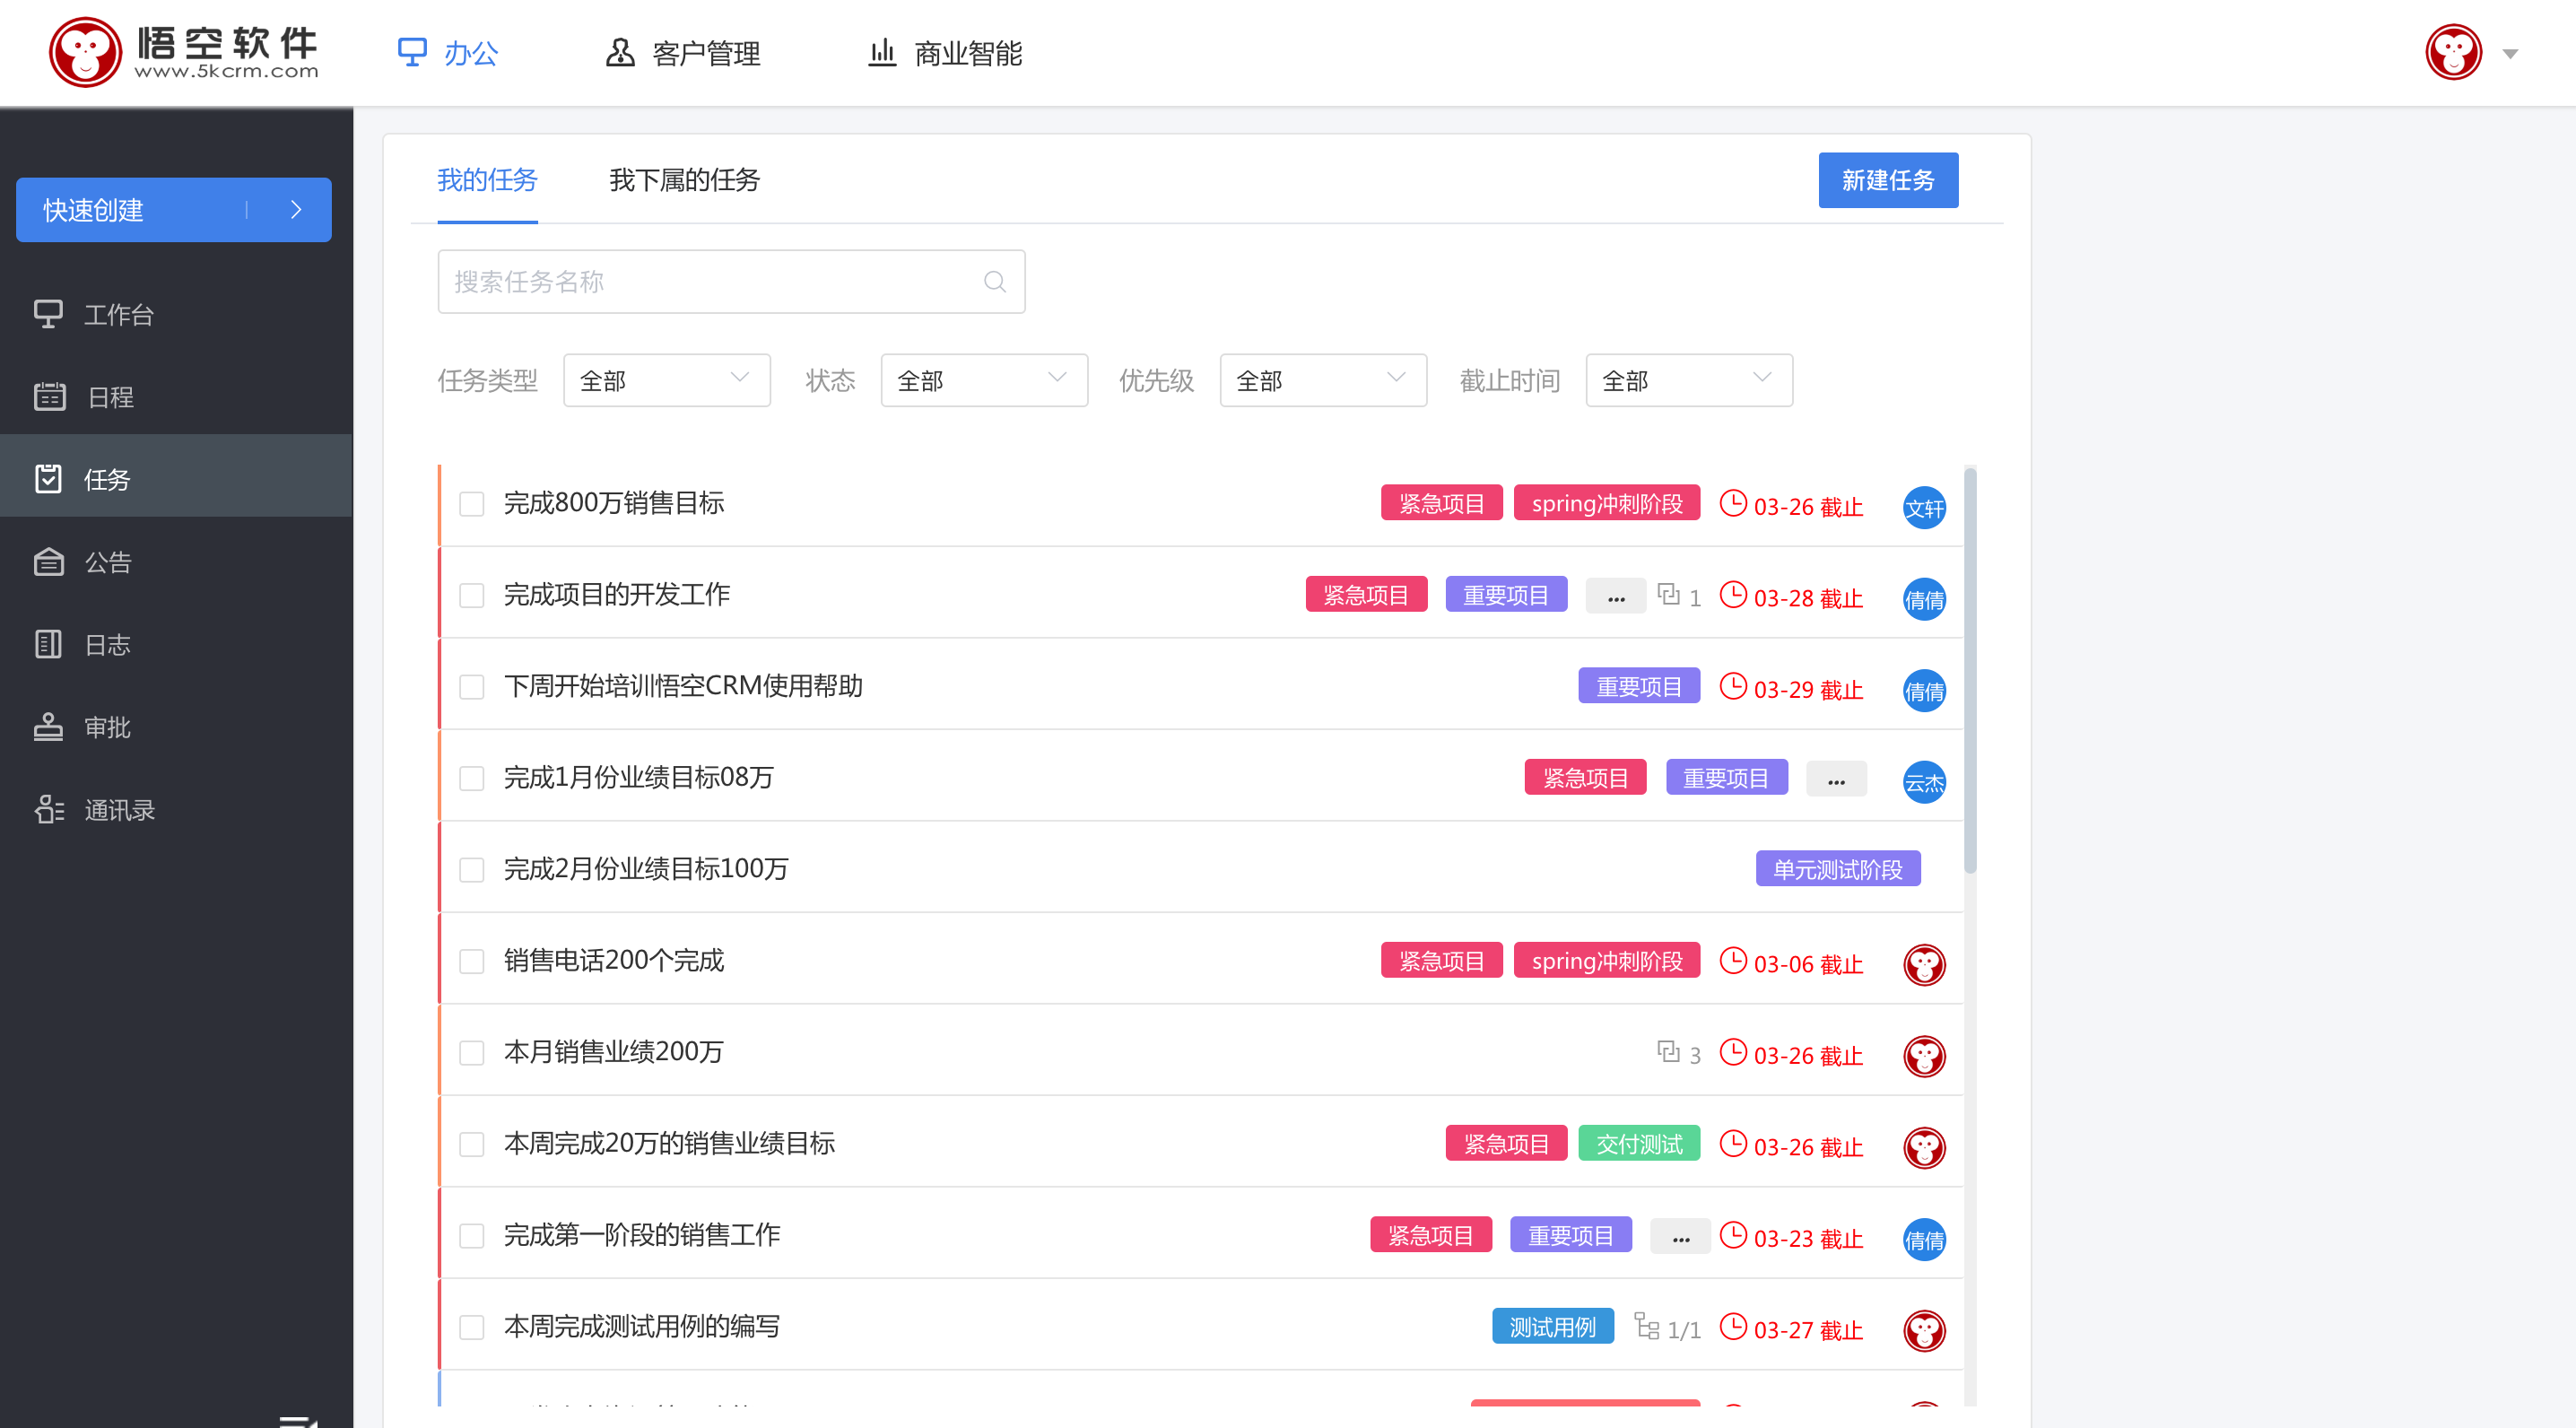 悟空软件
www.5kcrm.com
办公
客户管理
商业智能
快速创建
工作台
日程
任务
公告
日志
审批
通讯录
我的任务 我下属的任务 新建任务
搜索任务名称
任务类型 全部 状态 全部 优先级 全部 截止时间 全部
完成800万销售目标 紧急项目 spring冲刺阶段 03-26 截止 文轩
完成项目的开发工作 紧急项目 重要项目 ... 1 03-28 截止 倩倩
下周开始培训悟空CRM使用帮助 重要项目 03-29 截止 倩倩
完成1月份业绩目标08万 紧急项目 重要项目 ... 云杰
完成2月份业绩目标100万 单元测试阶段
销售电话200个完成 紧急项目 spring冲刺阶段 03-06 截止
本月销售业绩200万 3 03-26 截止
本周完成20万的销售业绩目标 紧急项目 交付测试 03-26 截止
完成第一阶段的销售工作 紧急项目 重要项目 ... 03-23 截止 倩倩
本周完成测试用例的编写 测试用例 1/1 03-27 截止